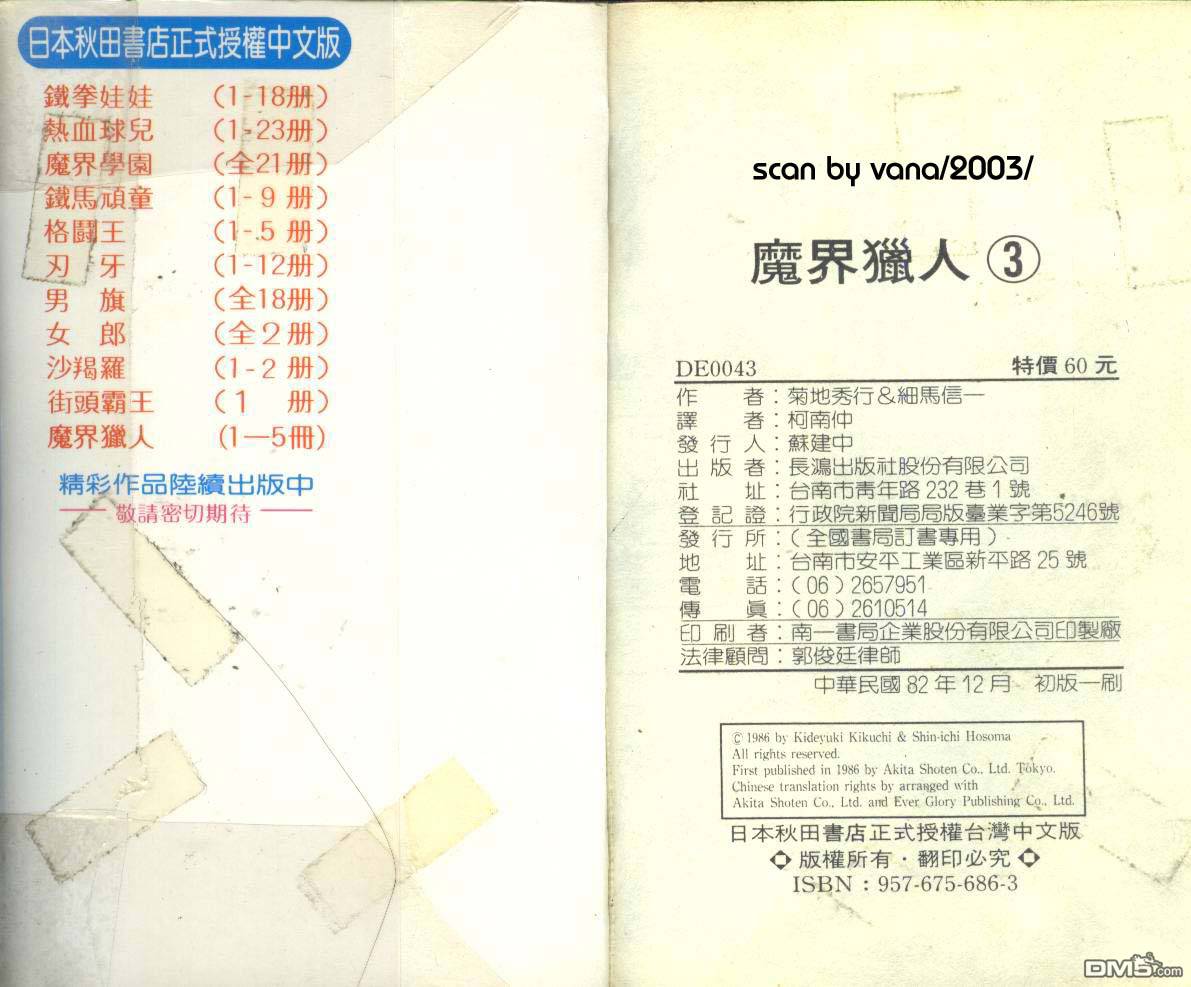 日本秋田書店正式授權中文版
鐵拳娃娃 (1-18册)
熱血球兒 (1-23册)
魔界學園 (全21册)
鐵馬頑童 (1-9册)
格鬪王 (1-5册)
刃牙 (1-12册)
男旗 (全18册)
女郎 (全2册)
沙羯羅 (1-2册)
街頭霸王 (1 册)
魔界獵人 (1—5冊)
精彩作品陸續出版中
敬請密切期待
scan by vana/2003/
魔界獵人 ③
DE0043 特價60元
作者:菊地秀行&細馬信一
譯者:柯南仲
發行人:蘇建中
出版者:長鴻出版社股份有限公司
社址:台南市靑年路232巷1號
登記證:行政院新聞局局版臺業字第5246號
發行所:(全國書局訂書專用)
地址:台南市安平工業區新平路25號
電話:(06)2657951
傳眞:(06)2610514
印刷者:南一書局企業股份有限公司印製廠
法律顧問:郭俊廷律師
中華民國82年12月 初版一刷
© 1986 by Kideyuki Kikuchi & Shin-ichi Hosoma
All rights reserved.
First published in 1986 by Akita Shoten Co., Ltd. Tokyo.
Chinese translation rights by arranged with
Akita Shoten Co., Ltd. and Ever Glory Publishing Co., Ltd.
日本秋田書店正式授權台灣中文版
版權所有・翻印必究
ISBN : 957-675-686-3
DM5.com